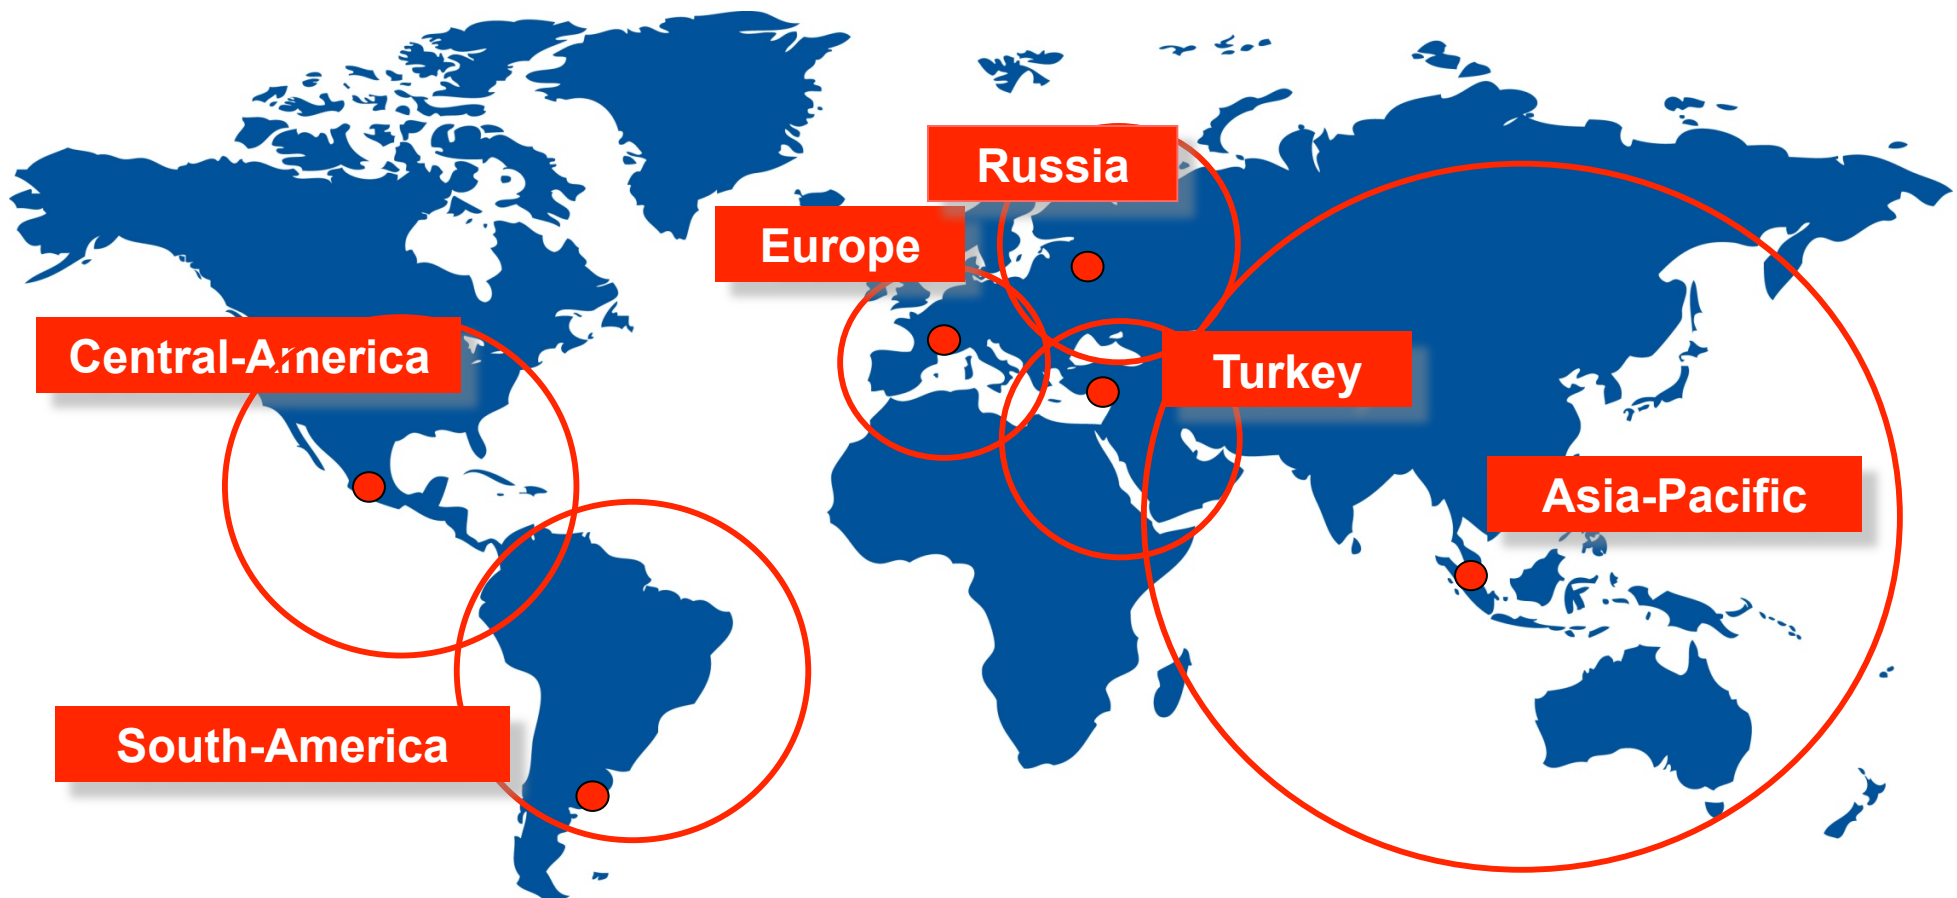 Russia
Europe
Central-America
Turkey
Asia-Pacific
South-America